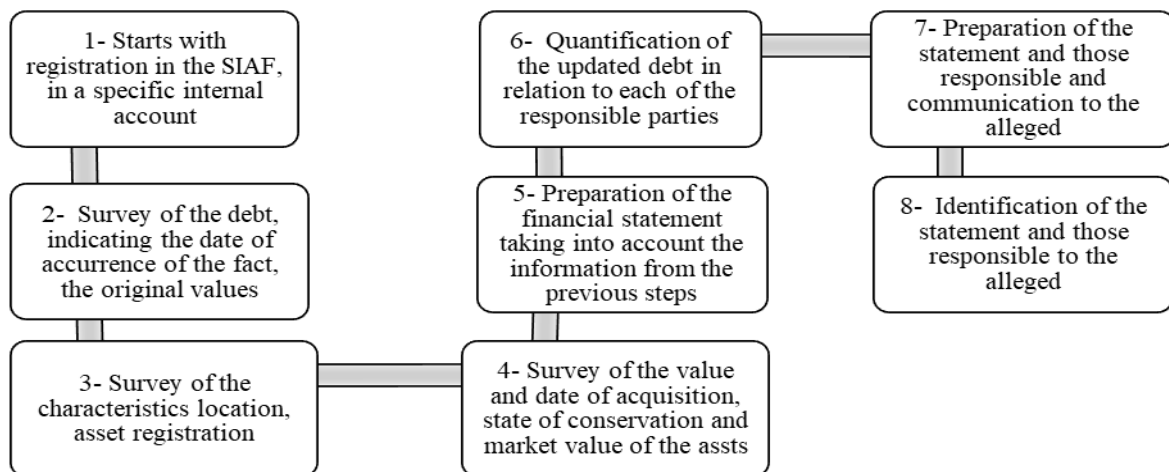 1- Starts with
registration in the SIAF,
in a specific internal
account
2- Survey of the debt,
indicating the date of
accurrence of the fact,
the original values
3- Survey of the
characteristics location,
asset registration
4- Survey of the value
and date of acquisition,
state of conservation and
market value of the assts
5- Preparation of the
financial statement
taking into account the
information from the
previous steps
6- Quantification of
the updated debt in
relation to each of the
responsible parties
7- Preparation of the
statement and those
responsible and
communication to the
alleged
8- Identification of the
statement and those
responsible to the
alleged